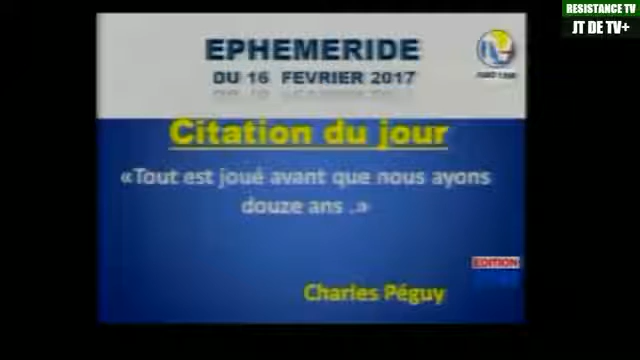 RESISTANCE TV
JT DE TV+
EPHEMERIDE
DU 16 FEVRIER 2017
Citation du jour
«Tout est joué avant que nous ayons
douze ans .»
EDITION
Charles Péguy